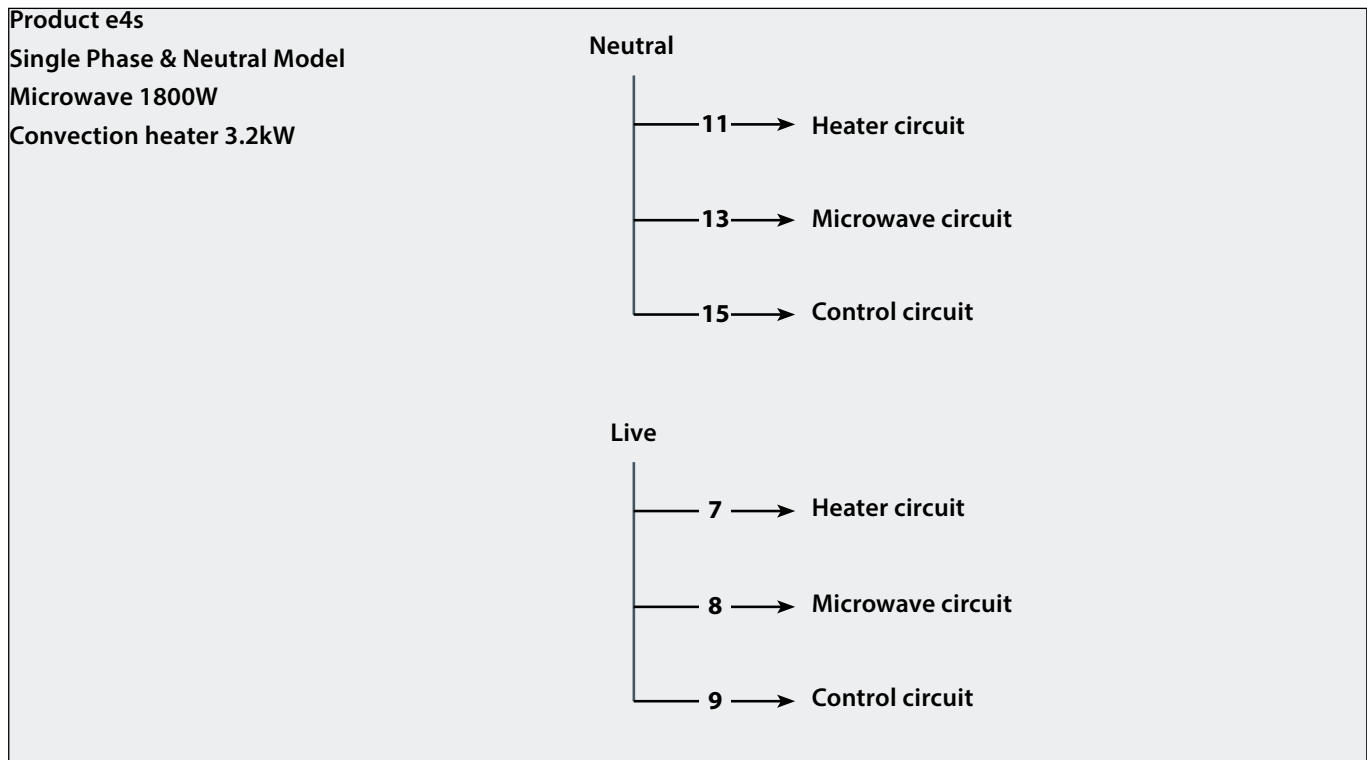 Product e4s
Single Phase & Neutral Model
Microwave 1800W
Convection heater 3.2kW
Neutral
11 Heater circuit
13 Microwave circuit
15 Control circuit
Live
7 Heater circuit
8 Microwave circuit
9 Control circuit